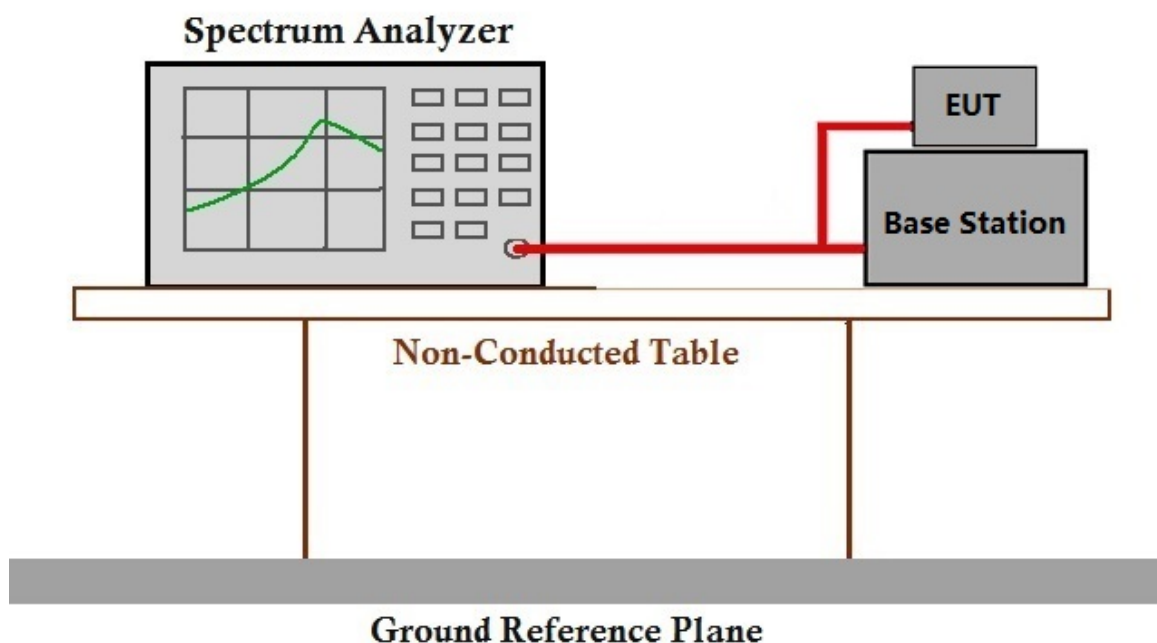 Spectrum Analyzer
EUT
Base Station
Non-Conducted Table
Ground Reference Plane